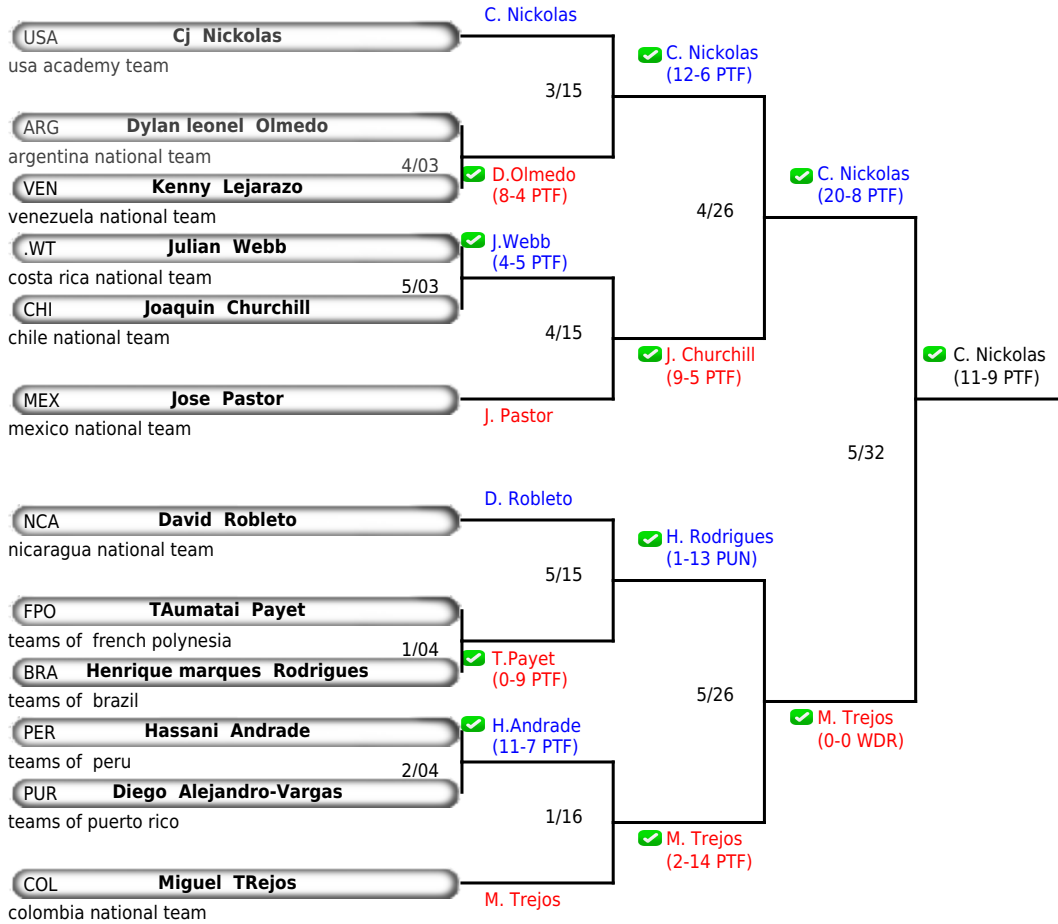 C. Nickolas
USA Cj Nickolas
usa academy team
C. Nickolas
(12-6 PTF)
3/15
ARG Dylan leonel Olmedo
argentina national team
4/03
D.Olmedo
(8-4 PTF)
VEN Kenny Lejarazo
venezuela national team
C. Nickolas
(20-8 PTF)
4/26
.WT Julian Webb
costa rica national team
J.Webb
(4-5 PTF)
5/03
CHI Joaquin Churchill
chile national team
4/15
J. Churchill
(9-5 PTF)
C. Nickolas
(11-9 PTF)
MEX Jose Pastor
mexico national team
J. Pastor
5/32
D. Robleto
NCA David Robleto
nicaragua national team
H. Rodrigues
(1-13 PUN)
5/15
FPO TAumatai Payet
teams of french polynesia
1/04
T.Payet
(0-9 PTF)
BRA Henrique marques Rodrigues
teams of brazil
5/26
M. Trejos
(0-0 WDR)
PER Hassani Andrade
teams of peru
H.Andrade
(11-7 PTF)
2/04
PUR Diego Alejandro-Vargas
teams of puerto rico
1/16
M. Trejos
(2-14 PTF)
COL Miguel TRejos
colombia national team
M. Trejos